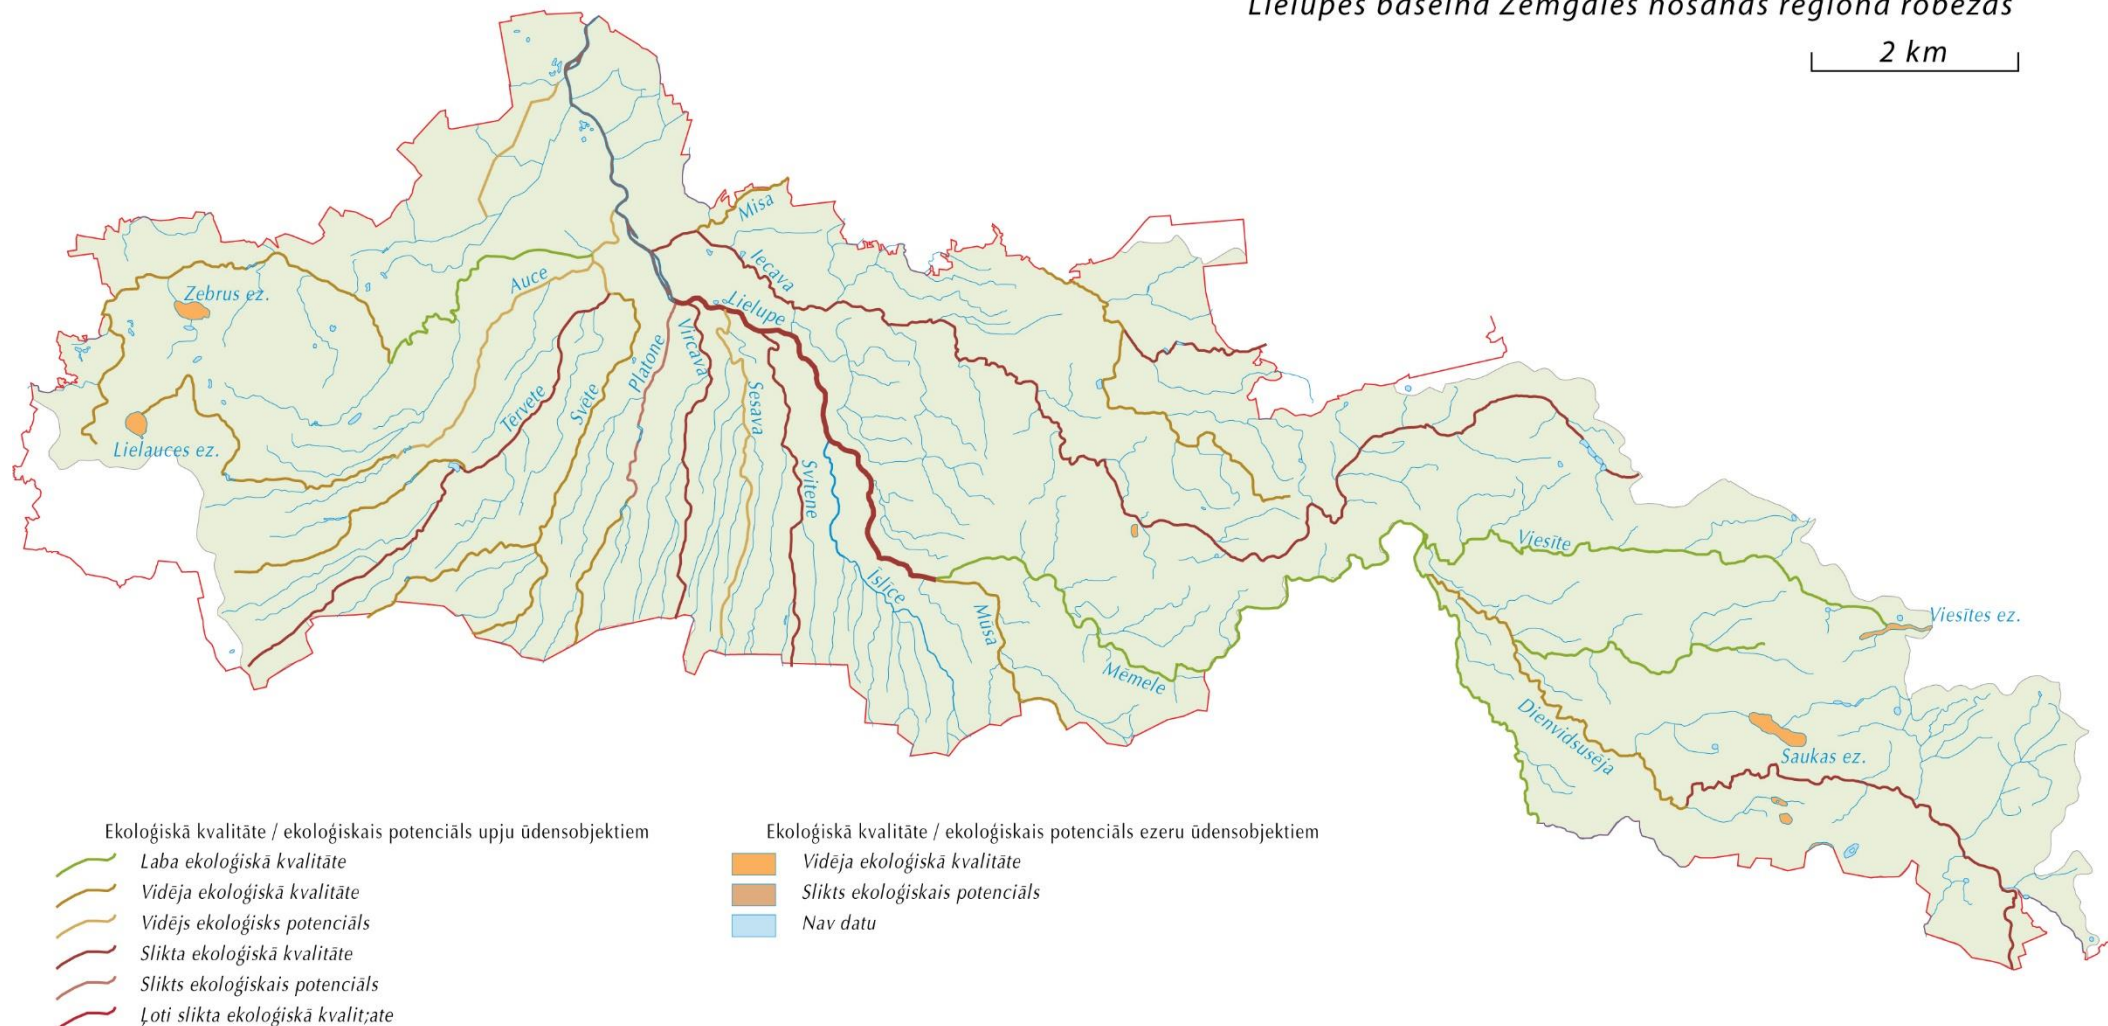 Lielupes baseina Zemgales nosanas reģiona robežas
2 km
Misa
Iecava
Auce
Zebrus ez.
Lielupe
Vircava
Platone
Svēte
Tērvete
Sesava
Lielauces ez.
Svitene
Viesīte
Īslīce
Mūsa
Viesītes ez.
Mēmele
Dienvidsusēja
Saukas ez.
Ekoloģiskā kvalitāte / ekoloģiskais potenciāls upju ūdensobjektiem
Laba ekoloģiskā kvalitāte
Vidēja ekoloģiskā kvalitāte
Vidējs ekoloģisks potenciāls
Slikta ekoloģiskā kvalitāte
Slikts ekoloģiskais potenciāls
Ļoti slikta ekoloģiskā kvalit;ate
Ekoloģiskā kvalitāte / ekoloģiskais potenciāls ezeru ūdensobjektiem
Vidēja ekoloģiskā kvalitāte
Slikts ekoloģiskais potenciāls
Nav datu